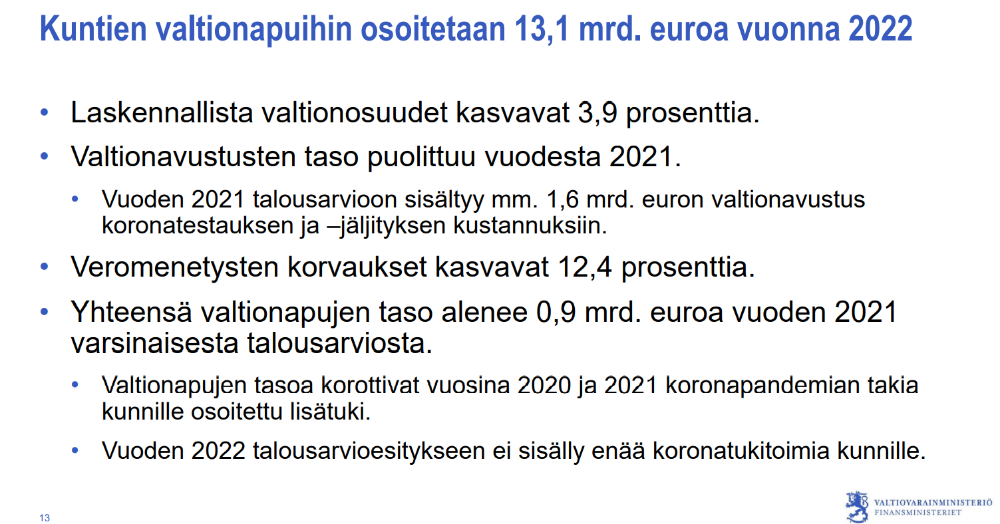 Kuntien valtionapuihin osoitetaan 13,1 mrd. euroa vuonna 2022
• Laskennallista valtionosuudet kasvavat 3,9 prosenttia.
• Valtionavustusten taso puolittuu vuodesta 2021.
• Vuoden 2021 talousarvioon sisältyy mm. 1,6 mrd. euron valtionavustus
koronatestauksen ja –jäljityksen kustannuksiin.
• Veromenetysten korvaukset kasvavat 12,4 prosenttia.
• Yhteensä valtionapujen taso alenee 0,9 mrd. euroa vuoden 2021
varsinaisesta talousarviosta.
• Valtionapujen tasoa korottivat vuosina 2020 ja 2021 koronapandemian takia
kunnille osoitettu lisätuki.
• Vuoden 2022 talousarvioesitykseen ei sisälly enää koronatukitoimia kunnille.
13
VALTIOVARAINMINISTERIÖ
FINANSMINISTERIET